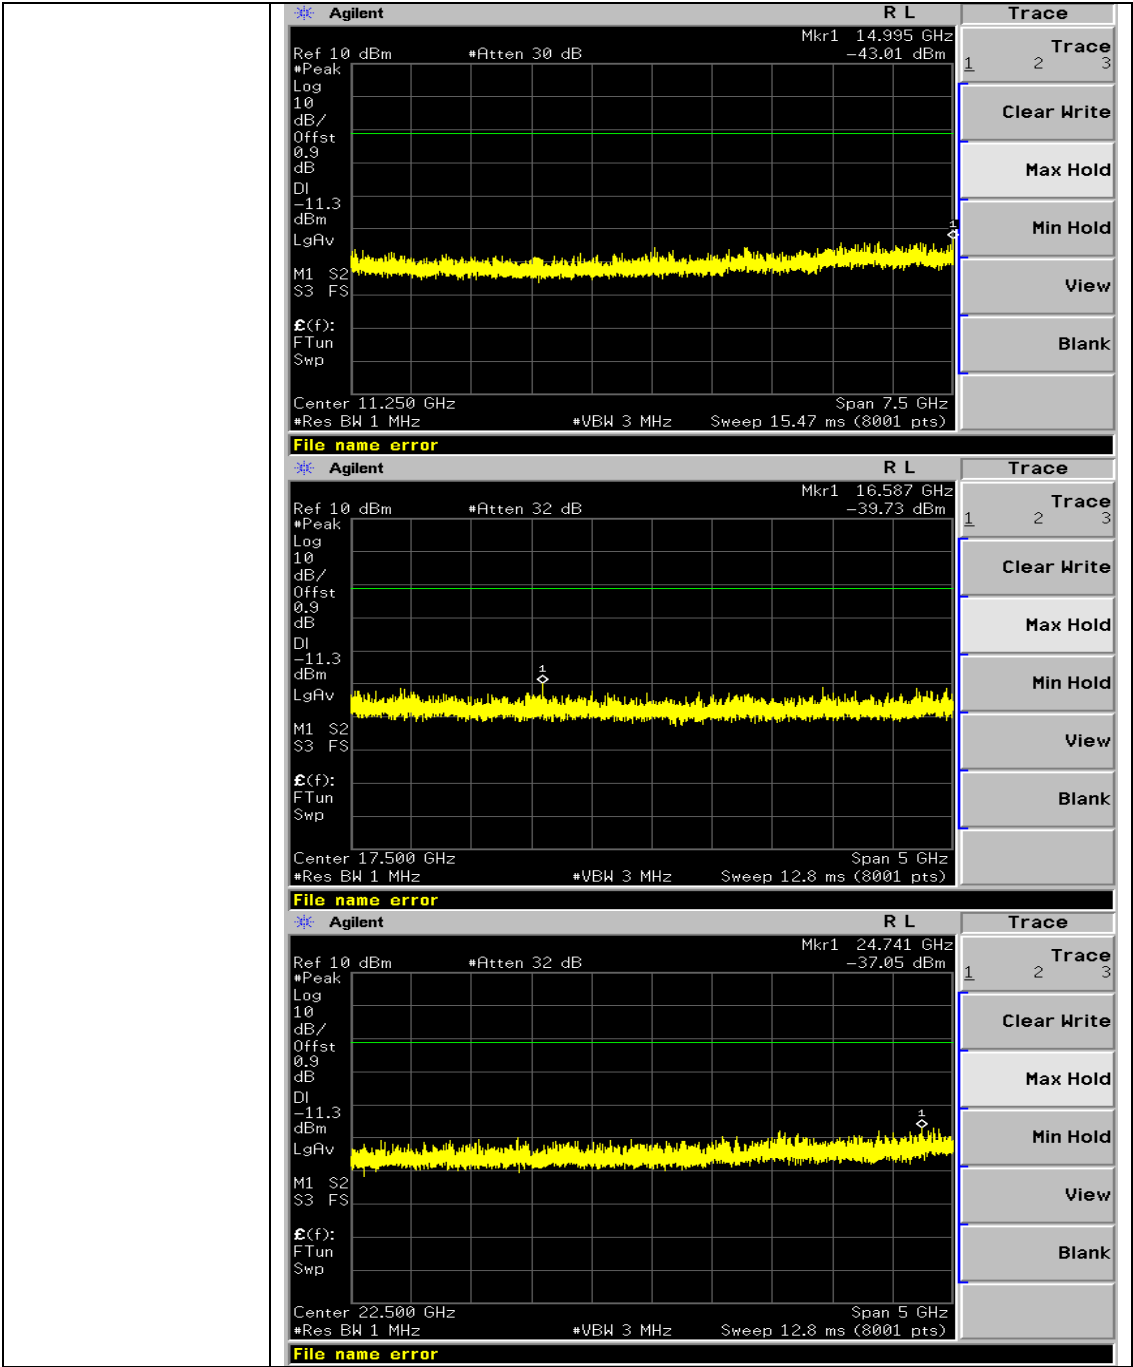 Agilent R L Trace
Mkr1 14.995 GHz
Ref 10 dBm #Atten 30 dB -43.01 dBm
Trace
1 2 3
#Peak
Log
10
dB/
Offst
0.9
dB
DI
-11.3
dBm
LgAv
M1 S2
S3 FS
£(f):
FTun
Swp
Clear Write
Max Hold
Min Hold
1
View
Blank
Center 11.250 GHz Span 7.5 GHz
#Res BW 1 MHz #VBW 3 MHz Sweep 15.47 ms (8001 pts)
File name error
Agilent R L Trace
Mkr1 16.587 GHz
Ref 10 dBm #Atten 32 dB -39.73 dBm
Trace
1 2 3
#Peak
Log
10
dB/
Offst
0.9
dB
DI
-11.3
dBm
LgAv
M1 S2
S3 FS
£(f):
FTun
Swp
Clear Write
Max Hold
1
Min Hold
View
Blank
Center 17.500 GHz Span 5 GHz
#Res BW 1 MHz #VBW 3 MHz Sweep 12.8 ms (8001 pts)
File name error
Agilent R L Trace
Mkr1 24.741 GHz
Ref 10 dBm #Atten 32 dB -37.05 dBm
Trace
1 2 3
#Peak
Log
10
dB/
Offst
0.9
dB
DI
-11.3
dBm
LgAv
M1 S2
S3 FS
£(f):
FTun
Swp
Clear Write
Max Hold
1
Min Hold
View
Blank
Center 22.500 GHz Span 5 GHz
#Res BW 1 MHz #VBW 3 MHz Sweep 12.8 ms (8001 pts)
File name error